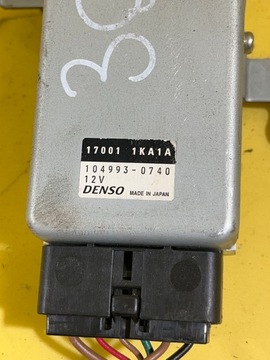 17001 1KA1A
104993-0740
12V
DENSO MADE IN JAPAN